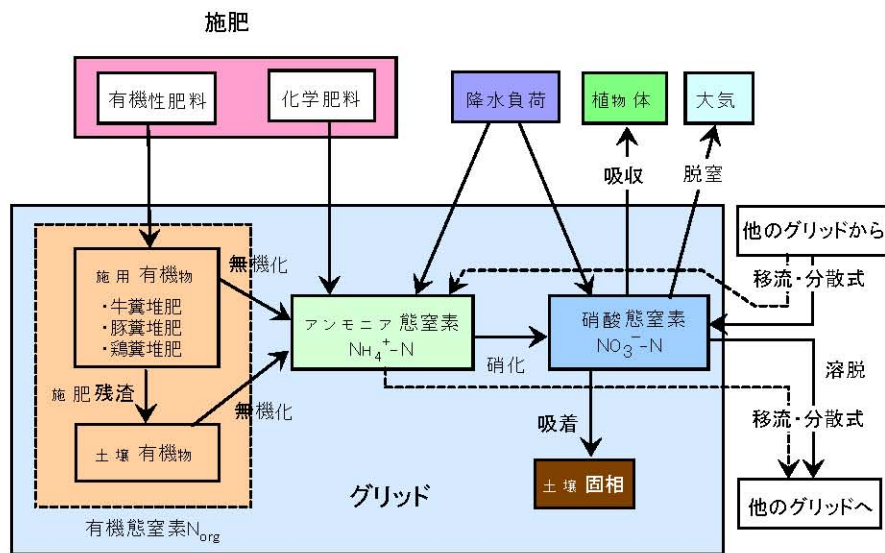 施肥
有機性肥料
化学肥料
降水負荷
植物体
大気
吸収
脱窒
他のグリッドから
移流・分散式
施用 有機物
・牛糞堆肥
・豚糞堆肥
・鶏糞堆肥
無機化
アンモニア態窒素
NH₄⁺-N
硝化
硝酸態窒素
NO₃⁻-N
溶脱
施肥残渣
無機化
吸着
移流・分散式
土壌 有機物
グリッド
土壌 固相
他のグリッドへ
有機態窒素Norg